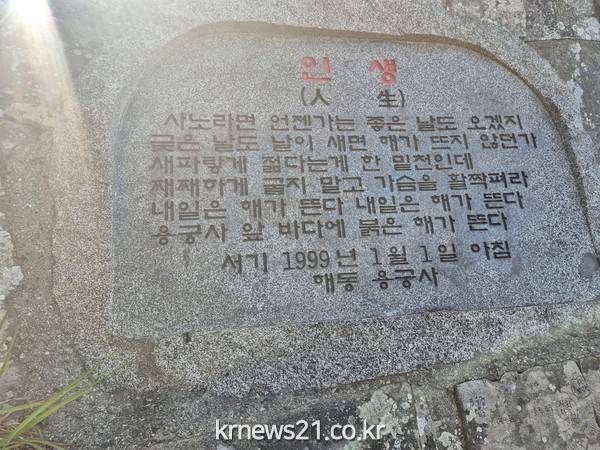 인 생
(人 生)
사노라면 언젠가는 좋은 날도 오겠지
궂은 날도 날이 새면 해가 뜨지 않던가
새파랗게 젊다는게 한 밑천인데
째째하게 굴지 말고 가슴을 활짝펴라
내일은 해가 뜬다 내일은 해가 뜬다
용궁사 앞 바다에 붉은 해가 뜬다
서기 1999년 1월 1일 아침
해동 용궁사
krnews21.co.kr